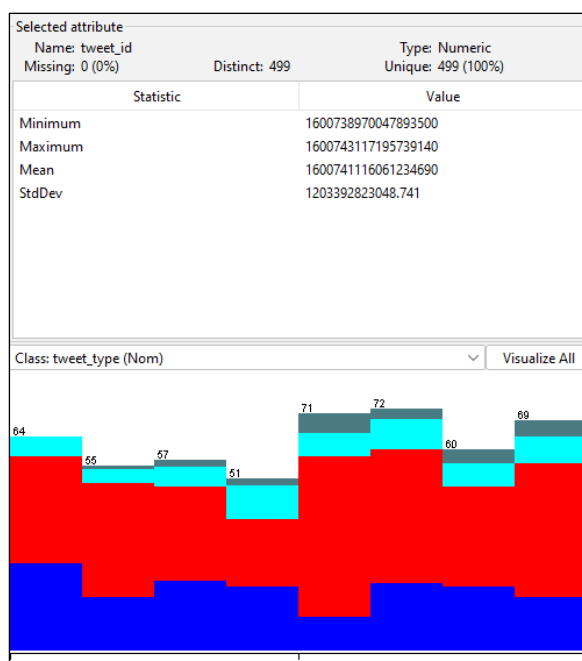 Selected attribute
Name: tweet_id Type: Numeric
Missing: 0 (0%) Distinct: 499 Unique: 499 (100%)
Statistic Value
Minimum 1600738970047893500
Maximum 1600743117195739140
Mean 1600741116061234690
StdDev 1203392823048.741
Class: tweet_type (Nom) Visualize All
64
55
57
51
71
72
60
69